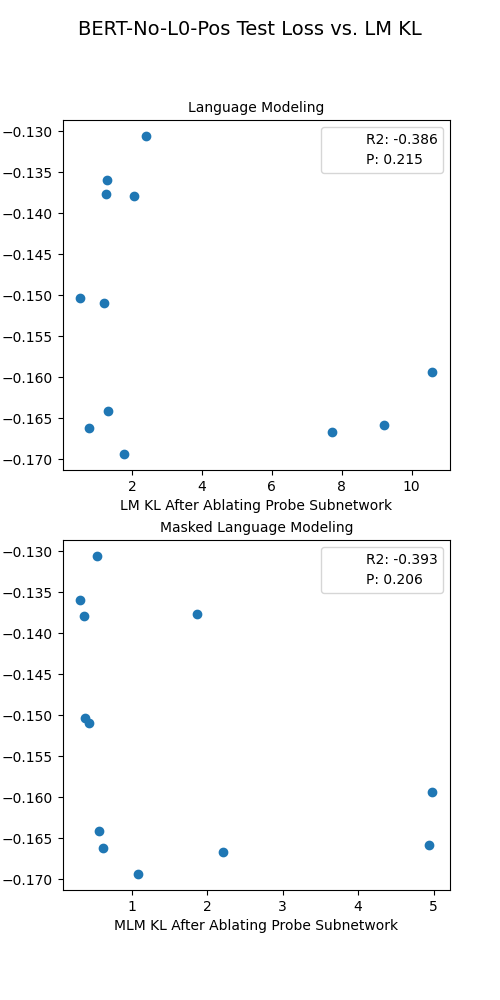 BERT-No-L0-Pos Test Loss vs. LM KL
Language Modeling
R2: -0.386
P: 0.215
−0.130
−0.135
−0.140
−0.145
−0.150
−0.155
−0.160
−0.165
−0.170
2 4 6 8 10
LM KL After Ablating Probe Subnetwork
Masked Language Modeling
R2: -0.393
P: 0.206
−0.130
−0.135
−0.140
−0.145
−0.150
−0.155
−0.160
−0.165
−0.170
1 2 3 4 5
MLM KL After Ablating Probe Subnetwork